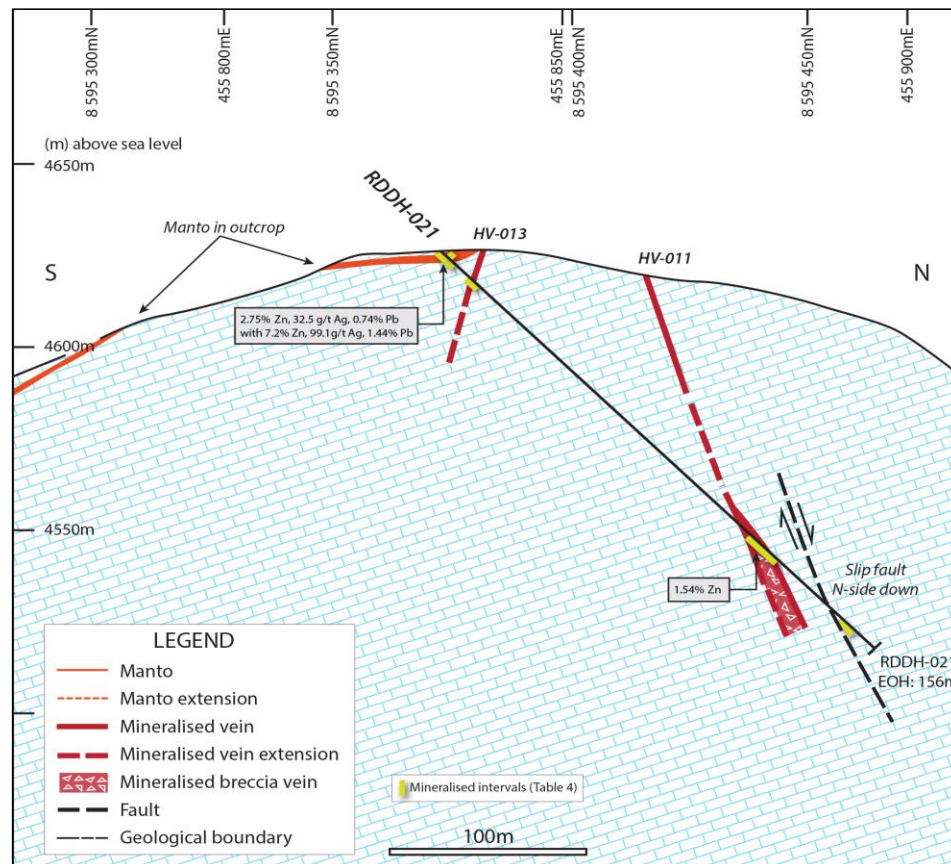 8 595 300mN
455 800mE
8 595 350mN
455 850mE
8 595 400mN
8 595 450mN
455 900mE
(m) above sea level
4650m
RDDH-021
HV-013
Manto in outcrop
HV-011
S
N
2.75% Zn, 32.5 g/t Ag, 0.74% Pb
with 7.2% Zn, 99.1g/t Ag, 1.44% Pb
4600m
4550m
Slip fault
N-side down
1.54% Zn
RDDH-021
EOH: 156m
LEGEND
Manto
Manto extension
Mineralised vein
Mineralised vein extension
Mineralised breccia vein
Fault
Geological boundary
Mineralised intervals (Table 4)
100m